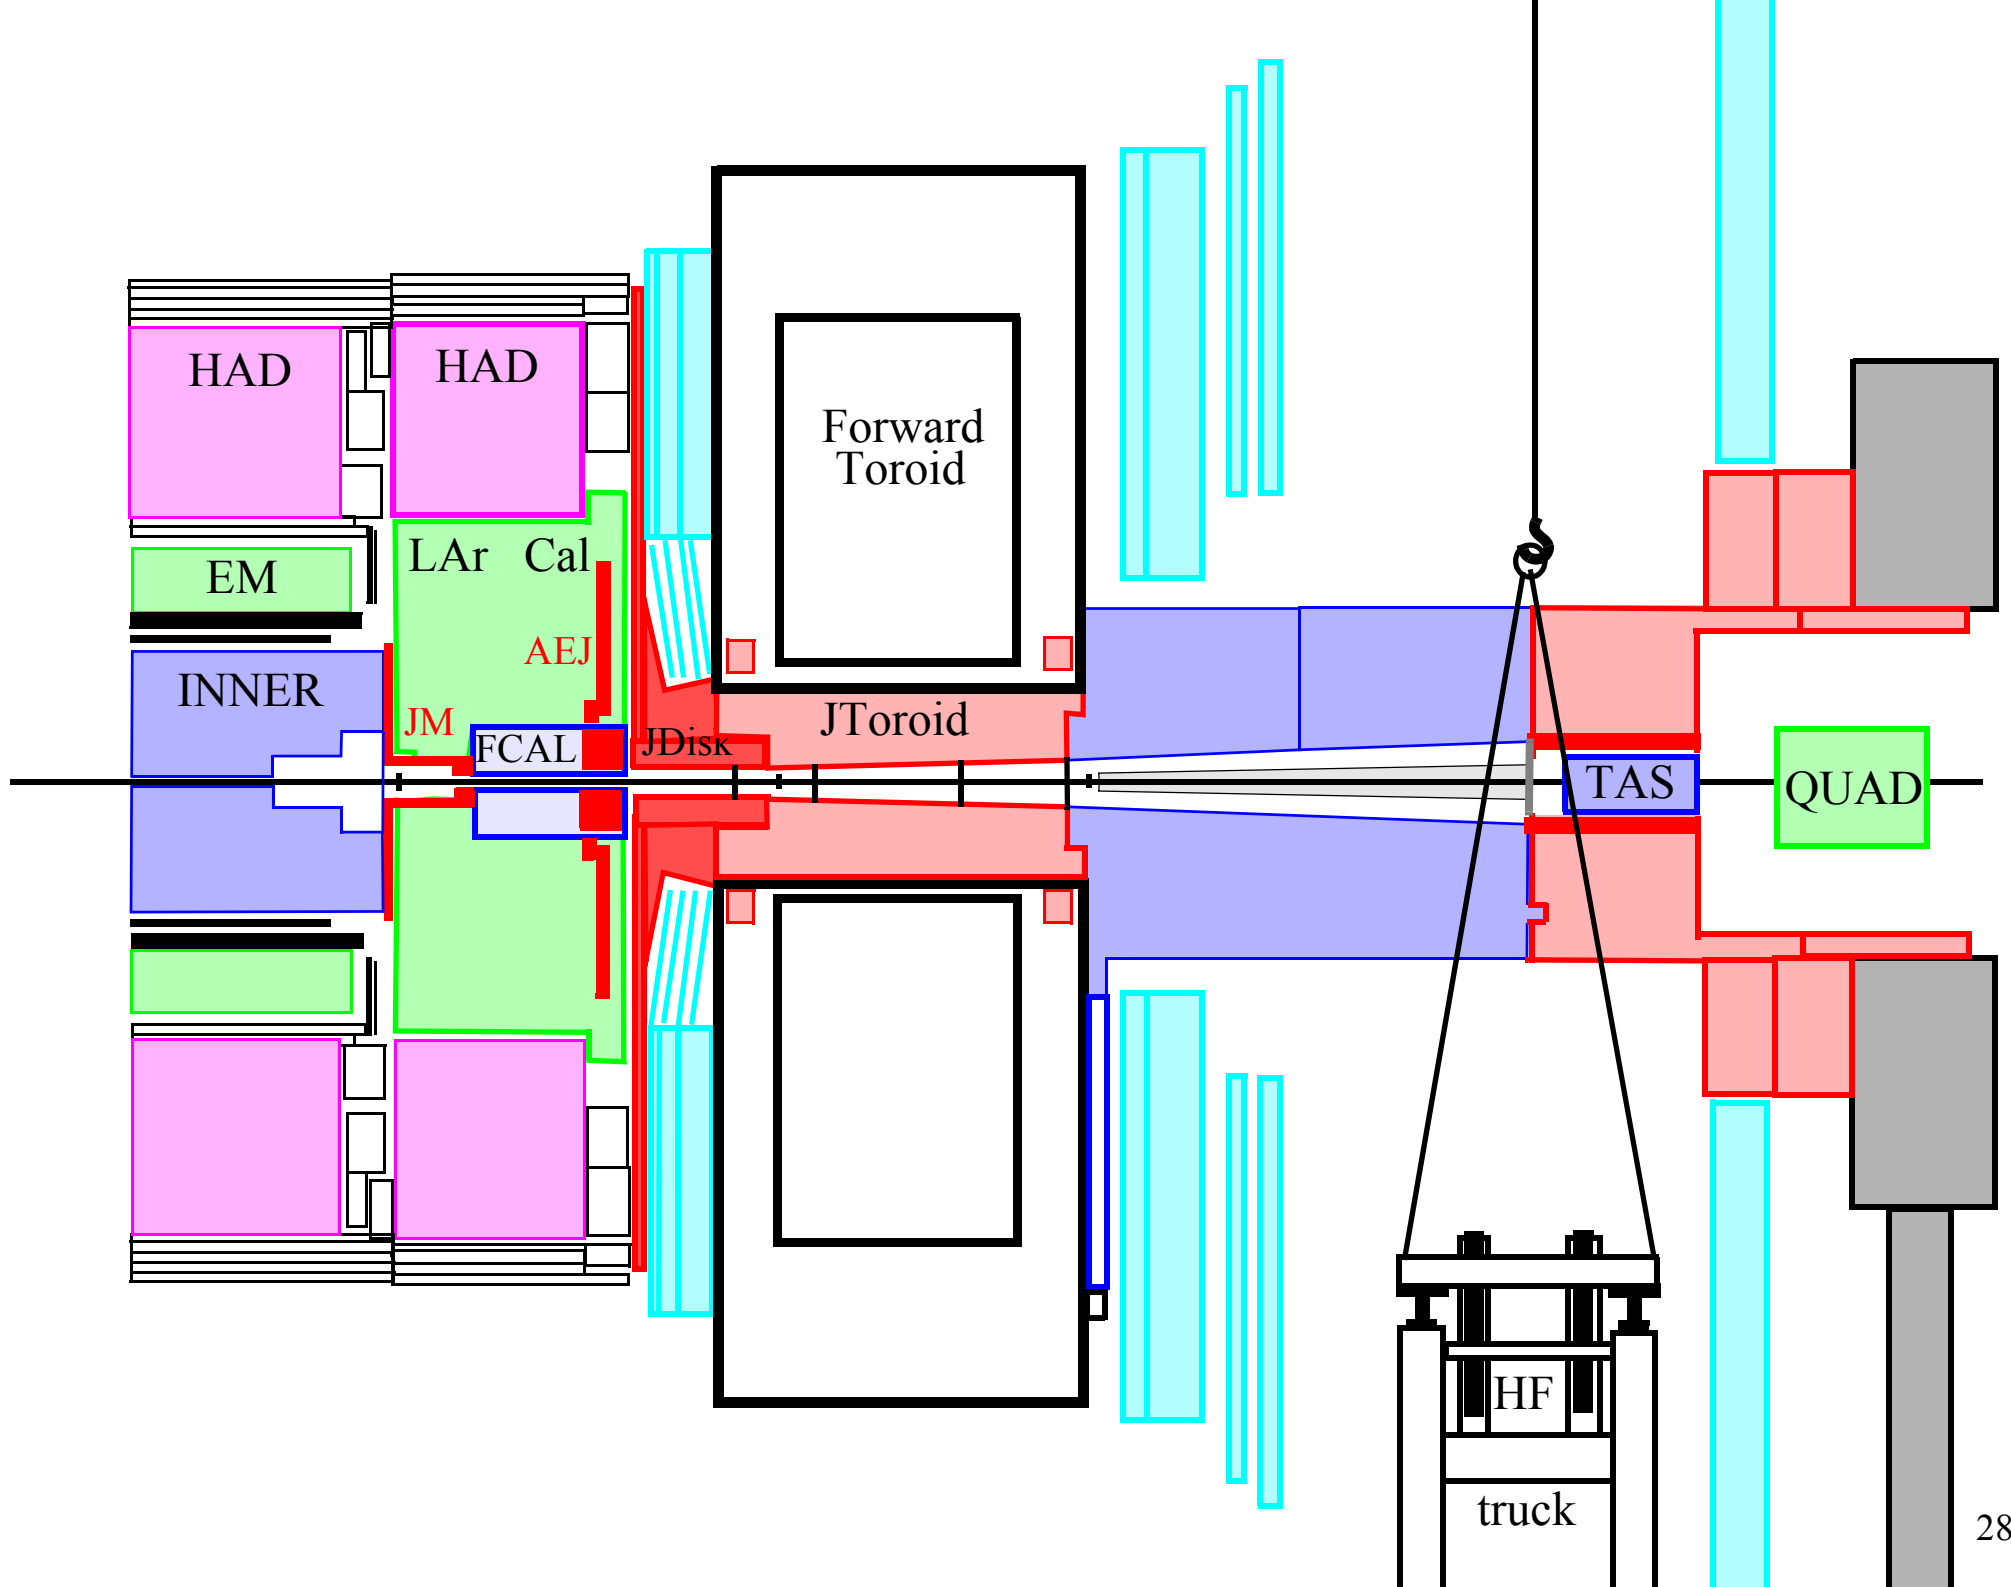 HAD
HAD
Forward
Toroid
LAr Cal
EM
AEJ
INNER
JM
JToroid
FCAL
JDisk
TAS
QUAD
HF
truck
28